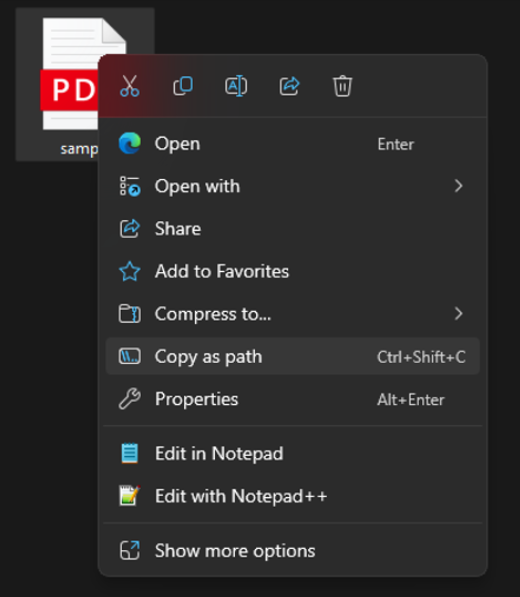 PD
samp
Open Enter
Open with
Share
Add to Favorites
Compress to...
Copy as path Ctrl+Shift+C
Properties Alt+Enter
Edit in Notepad
Edit with Notepad++
Show more options